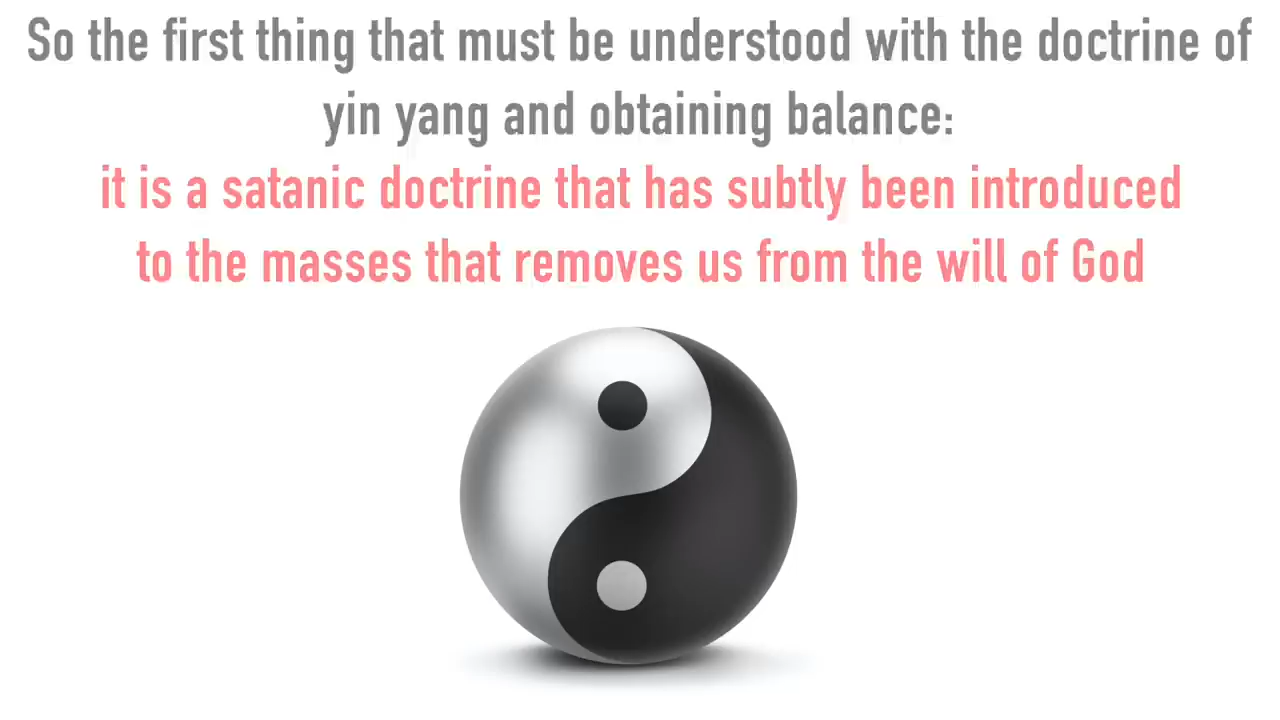 So the first thing that must be understood with the doctrine of
yin yang and obtaining balance:
it is a satanic doctrine that has subtly been introduced
to the masses that removes us from the will of God